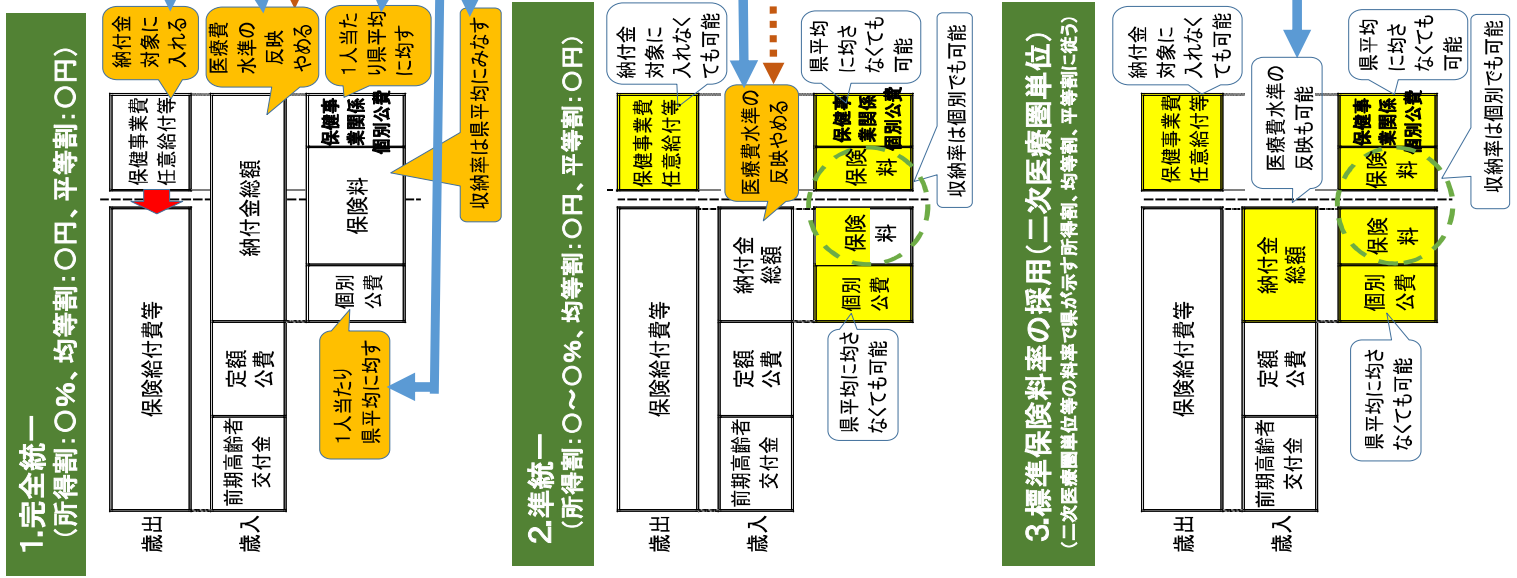 1.完全統一
(所得割:〇%、均等割:〇円、平等割:〇円)
歳出
保険給付費等
保健事業費
任意給付等
納付金
対象に
入れる
歳入
前期高齢者
交付金
定額
公費
納付金総額
医療費
水準の
反映
やめる
個別
公費
保険料
保健事
業関係
個別公費
1人当た
り県平均
に均す
1人当たり
県平均に均す
収納率は県平均にみなす
2.準統一
(所得割:〇~〇%、均等割:〇円、平等割:〇円)
歳出
保険給付費等
保健事業費
任意給付等
納付金
対象に
入れなく
ても可能
歳入
前期高齢者
交付金
定額
公費
納付金
総額
医療費水準の
反映やめる
個別
公費
保険
料
保険
料
保健事
業関係
個別公費
県平均
に均さ
なくても
可能
県平均に均さ
なくても可能
収納率は個別でも可能
3.標準保険料率の採用(二次医療圏単位)
(二次医療圏単位等の料率で県が示す所得割、均等割、平等割に従う)
歳出
保険給付費等
保健事業費
任意給付等
納付金
対象に
入れなく
ても可能
歳入
前期高齢者
交付金
定額
公費
納付金
総額
医療費水準の
反映も可能
個別
公費
保険
料
保険
料
保健事
業関係
個別公費
県平均
に均さ
なくても
可能
県平均に均さ
なくても可能
収納率は個別でも可能